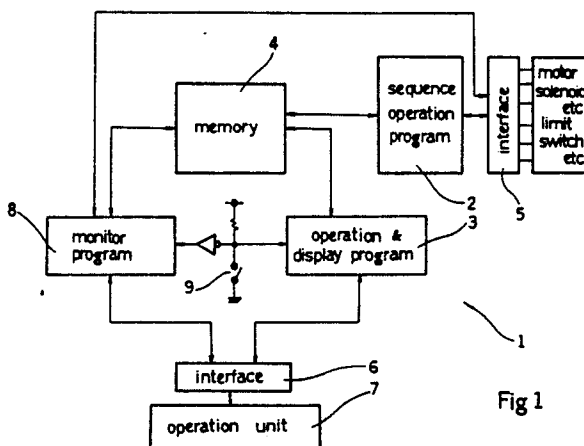 4
memory
sequence
operation
program
2
interface
5
motor
solenoid
etc
limit
switch
etc
8
monitor
program
9
operation &
display program
3
1
interface
6
operation unit
7
Fig 1